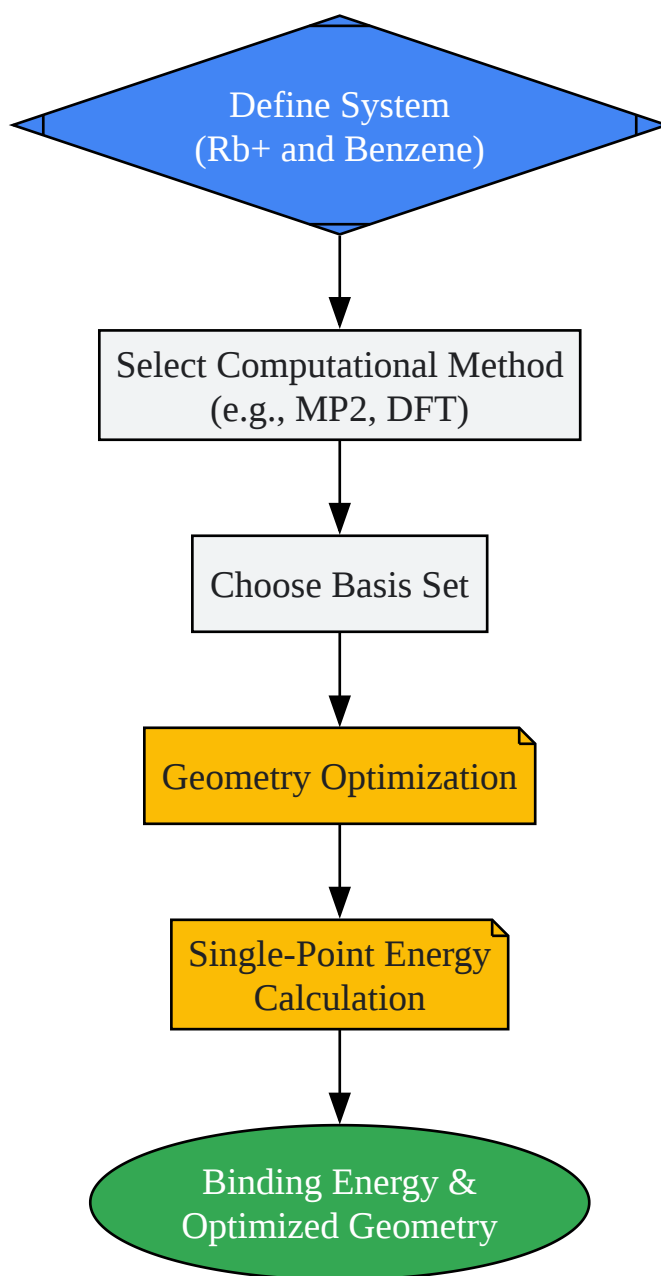 Define System
(Rb+ and Benzene)
Select Computational Method
(e.g., MP2, DFT)
Choose Basis Set
Geometry Optimization
Single-Point Energy
Calculation
Binding Energy &
Optimized Geometry